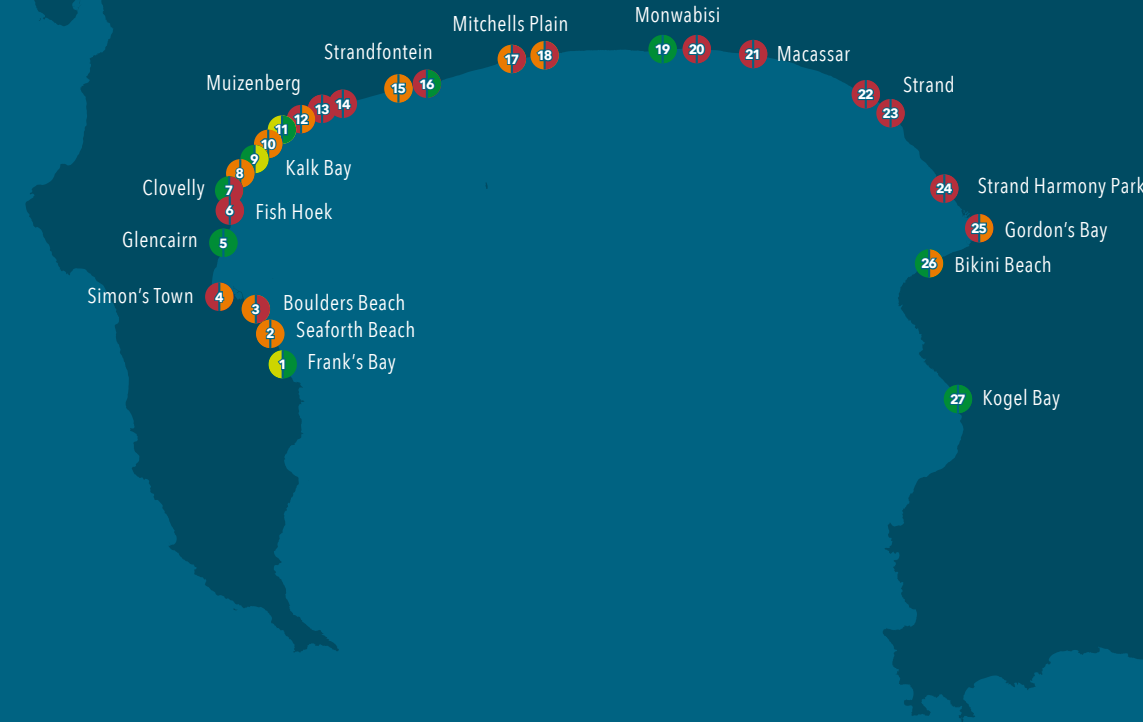 Monwabisi
Mitchells Plain
Strandfontein
Muizenberg
Macassar
Strand
Kalk Bay
Clovelly
Fish Hoek
Glencairn
Simon's Town
Boulders Beach
Seaforth Beach
Frank's Bay
Strand Harmony Park
Gordon's Bay
Bikini Beach
Kogel Bay
1
2
3
4
5
6
7
8
9
10
11
12
13
14
15
16
17
18
19
20
21
22
23
24
25
26
27